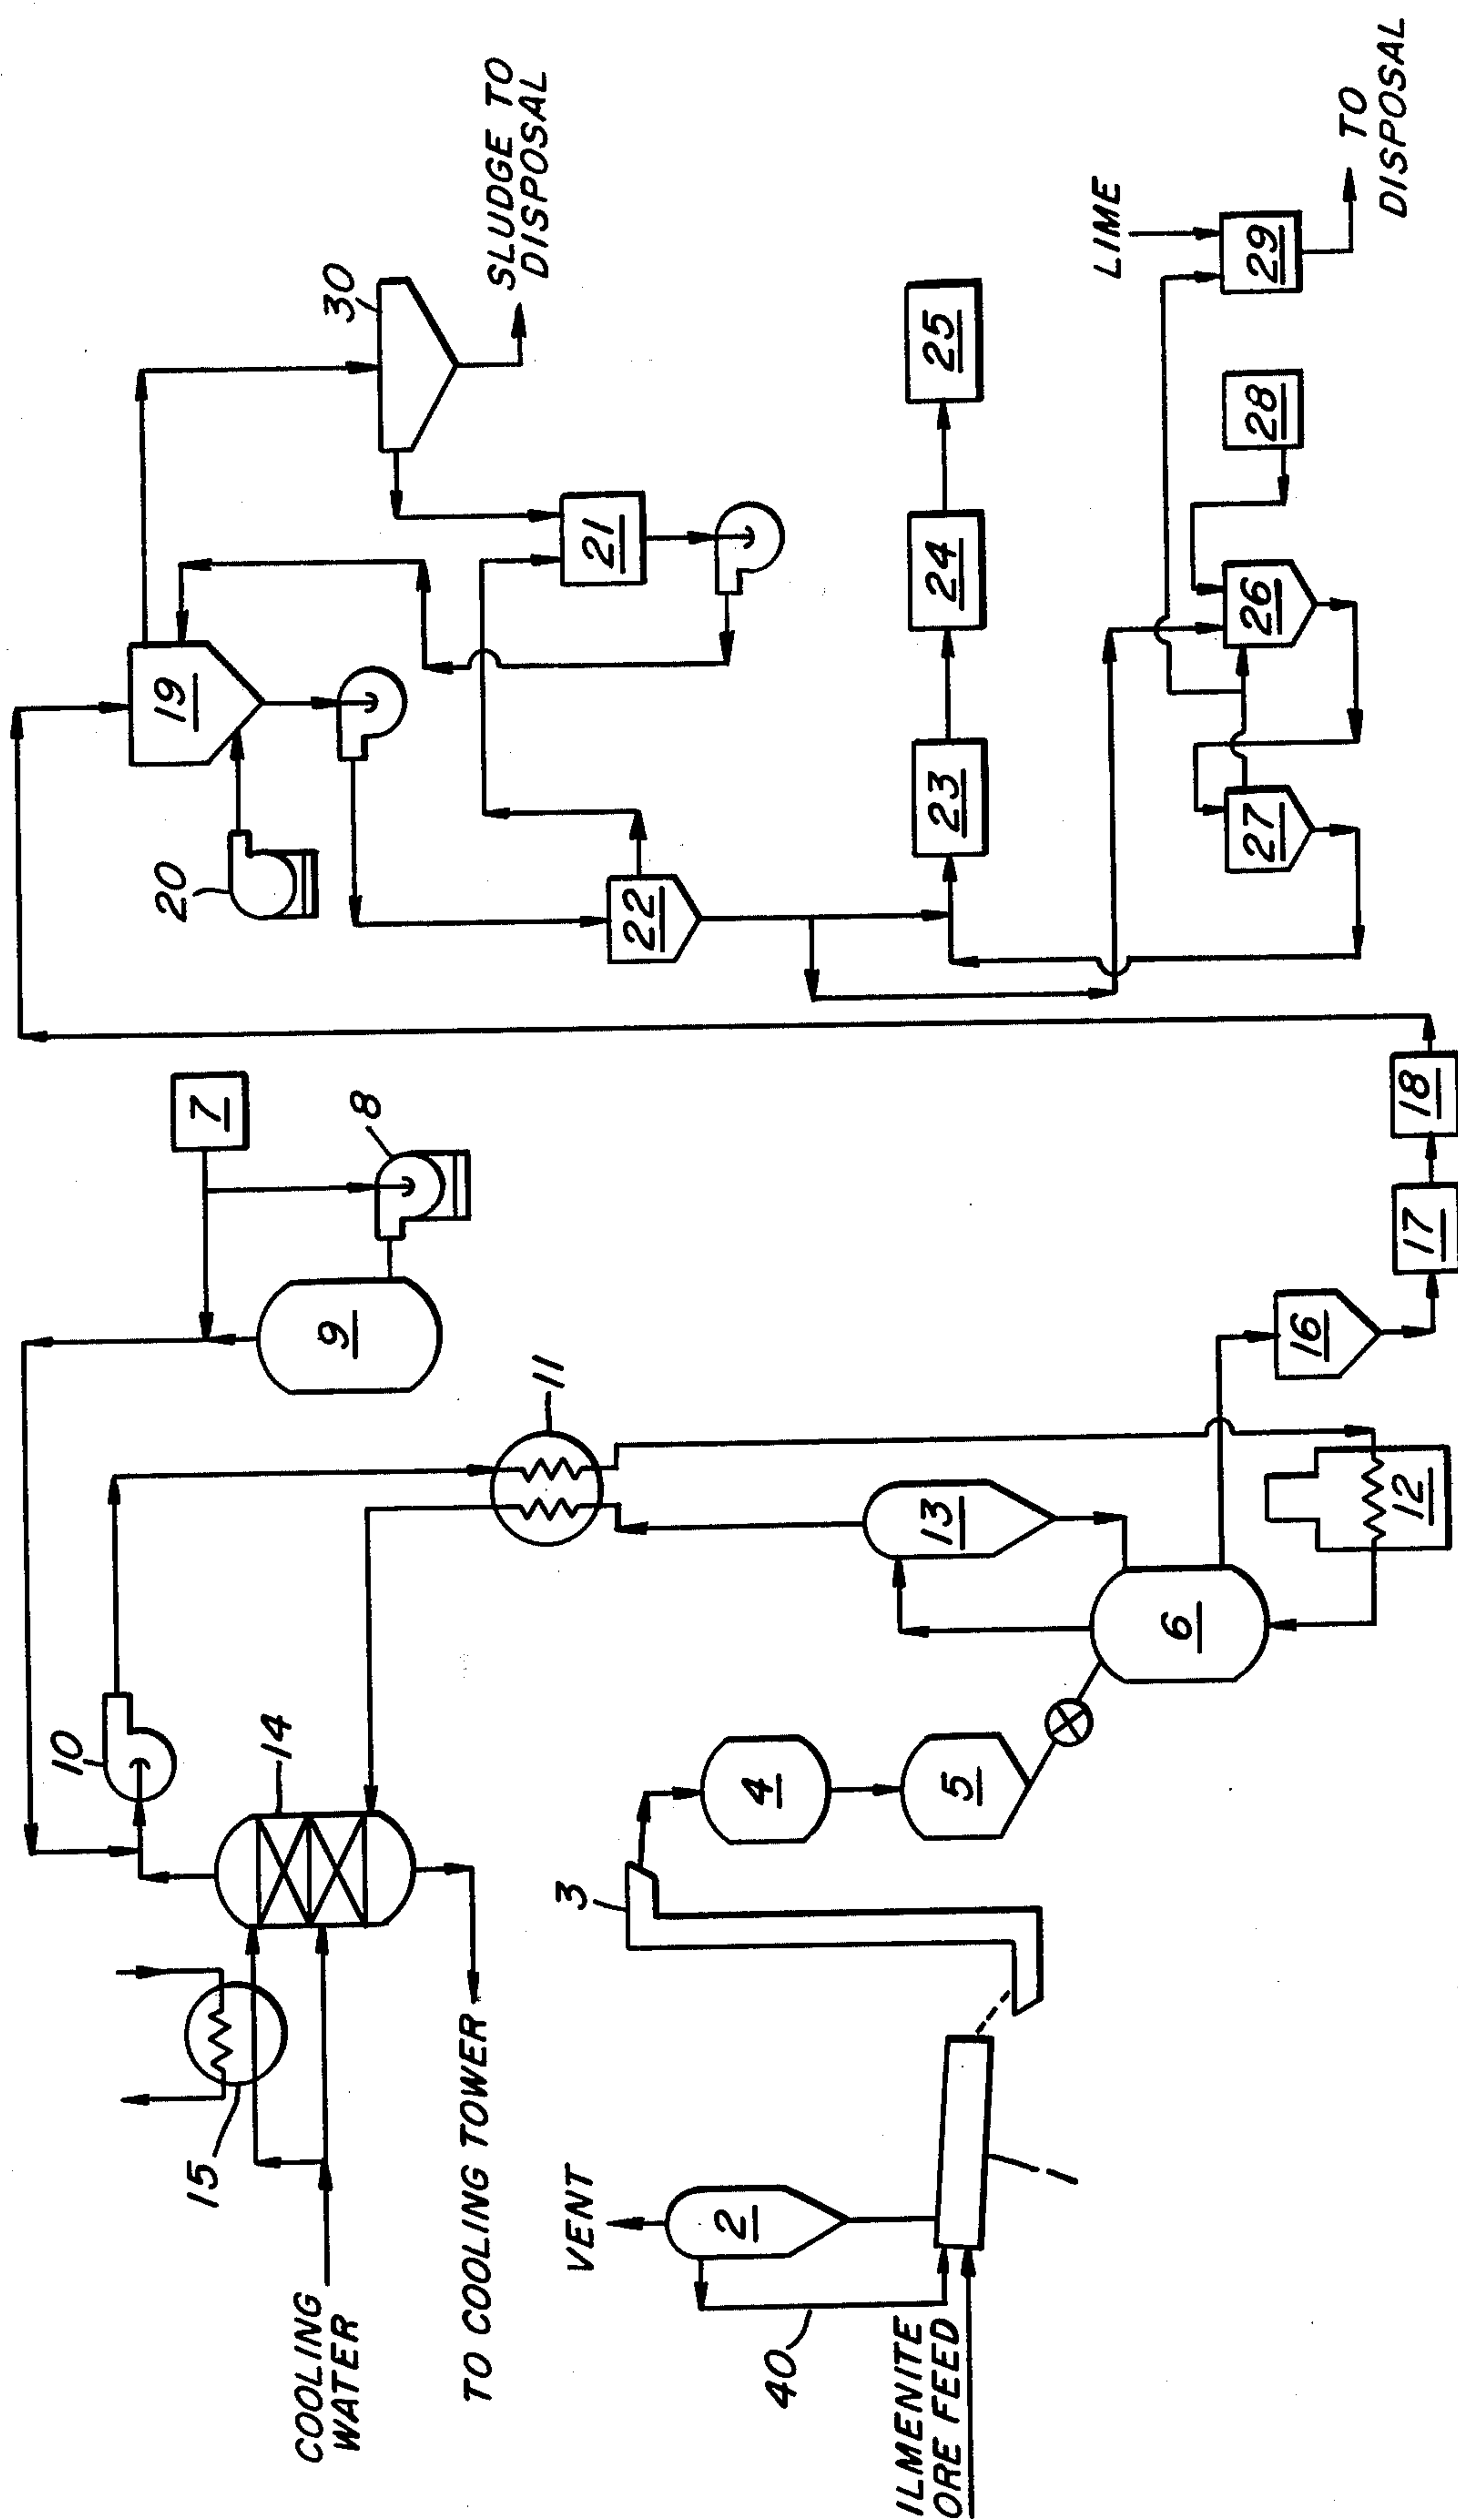 COOLING
WATER
15
14
10
TO COOLING TOWER
VENT
2
40
ILMENITE
ORE FEED
1
3
4
5
6
13
11
12
9
8
7
16
17
18
20
19
30
SLUDGE TO
DISPOSAL
21
22
23
24
25
LIME
26
27
28
29
TO
DISPOSAL